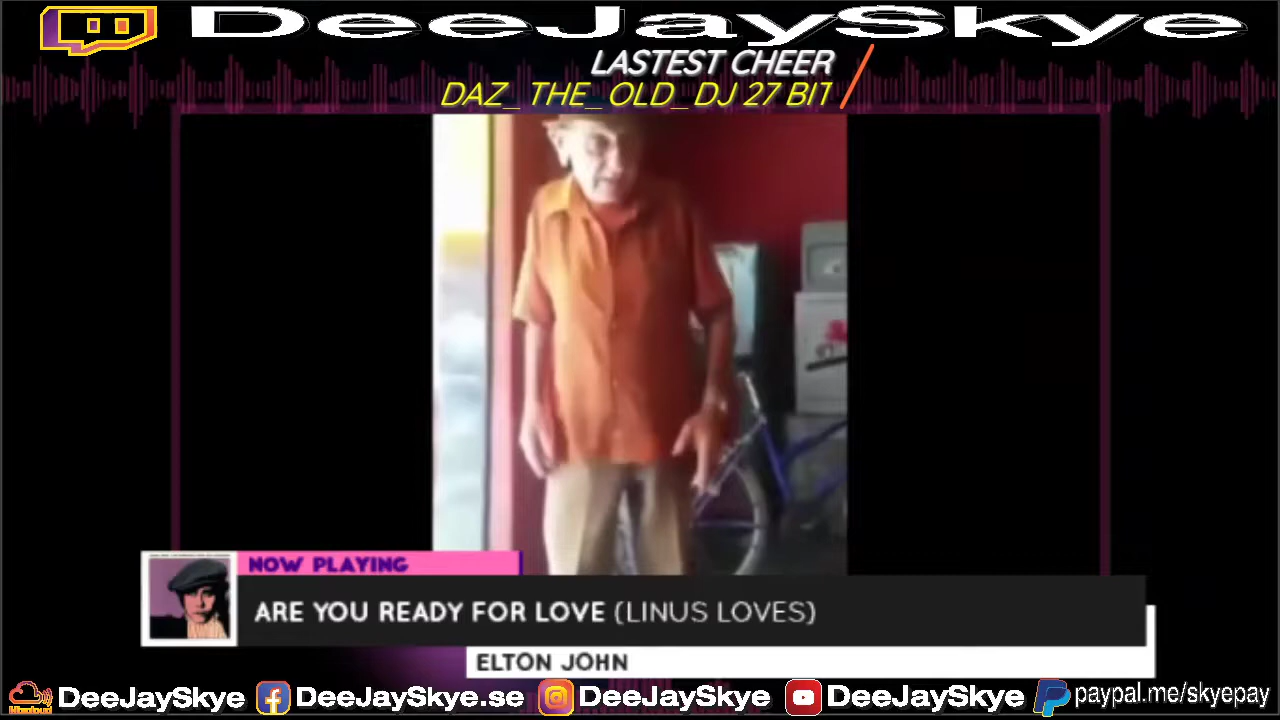 DeeJaySkye
LASTEST CHEER
DAZ_THE_OLD_DJ 27 BIT
NOW PLAYING
ARE YOU READY FOR LOVE (LINUS LOVES)
ELTON JOHN
DeeJaySkye DeeJaySkye.se DeeJaySkye DeeJaySkye paypal.me/skyepay